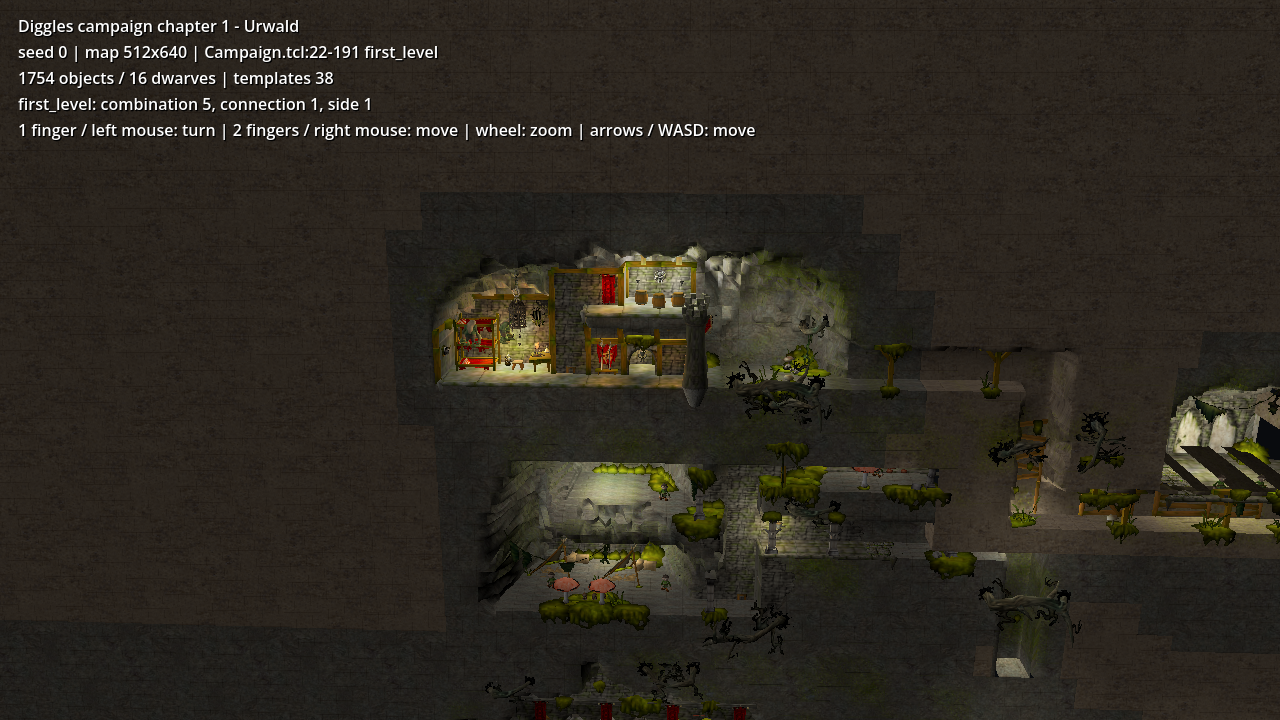 Diggles campaign chapter 1 - Urwald
seed 0 | map 512x640 | Campaign.tcl:22-191 first_level
1754 objects / 16 dwarves | templates 38
first_level: combination 5, connection 1, side 1
1 finger / left mouse: turn | 2 fingers / right mouse: move | wheel: zoom | arrows / WASD: move